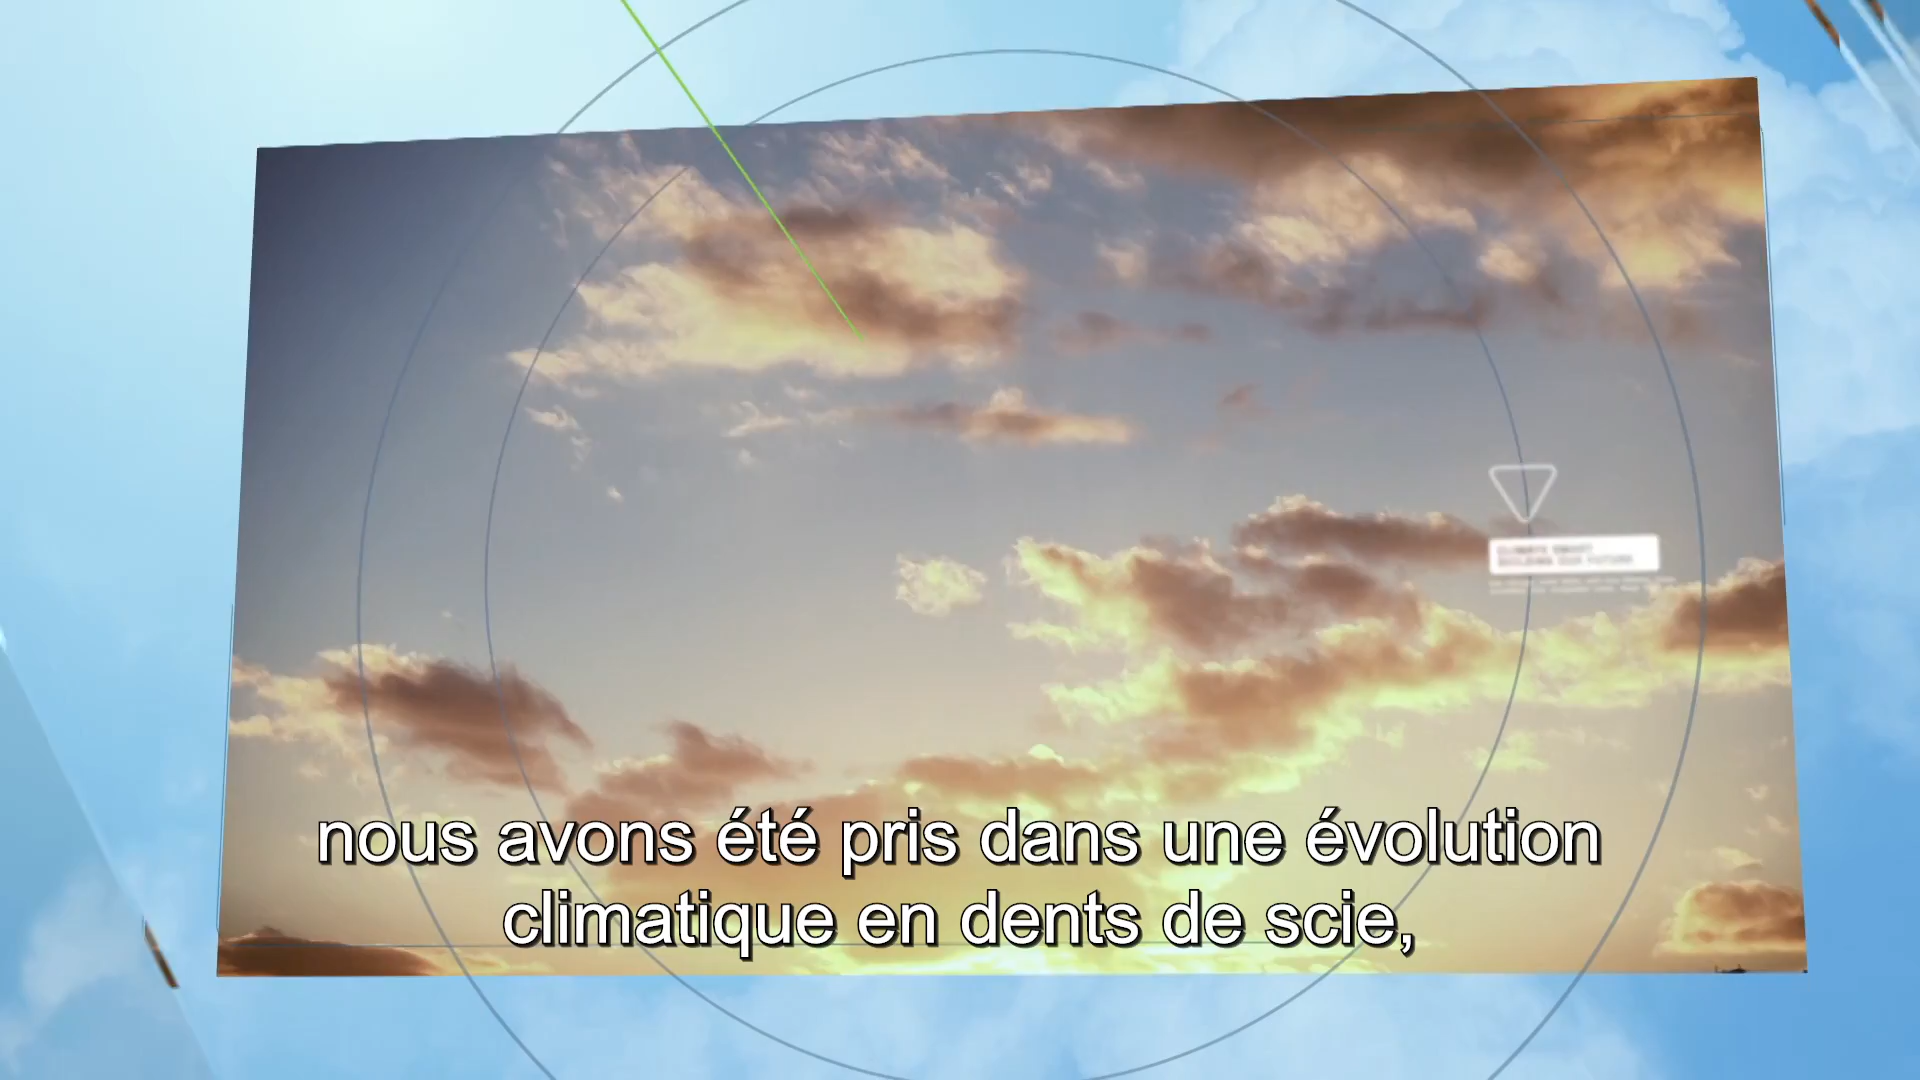 nous avons été pris dans une évolution
climatique en dents de scie,